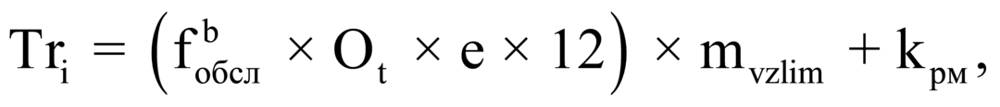 Tr_i = (f^b_обсл × O_t × e × 12) × m_vzlim + k_рм,